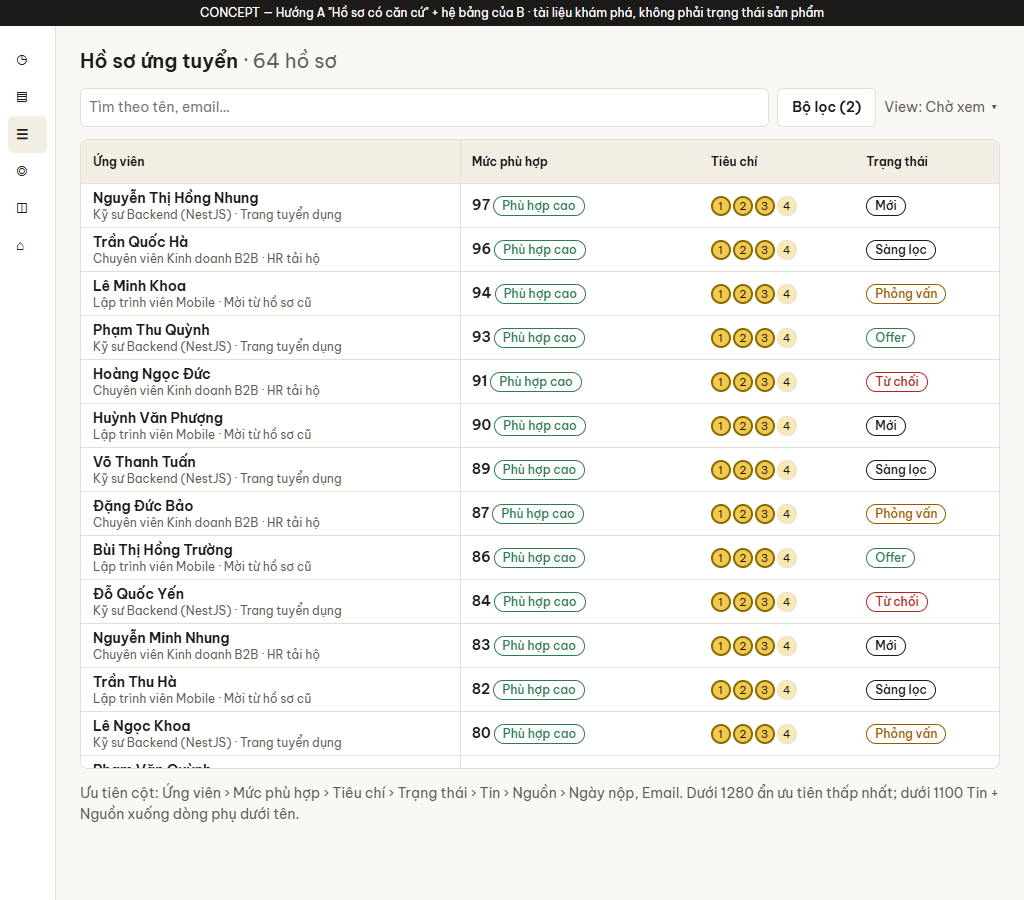 CONCEPT — Hướng A "Hồ sơ có căn cứ" + hệ bảng của B · tài liệu khám phá, không phải trạng thái sản phẩm
Hồ sơ ứng tuyển · 64 hồ sơ
Tìm theo tên, email...
Bộ lọc (2)
View: Chờ xem ▾
Ứng viên Mức phù hợp Tiêu chí Trạng thái
Nguyễn Thị Hồng Nhung
Kỹ sư Backend (NestJS) · Trang tuyển dụng
97 Phù hợp cao 1 2 3 4 Mới
Trần Quốc Hà
Chuyên viên Kinh doanh B2B · HR tải hộ
96 Phù hợp cao 1 2 3 4 Sàng lọc
Lê Minh Khoa
Lập trình viên Mobile · Mời từ hồ sơ cũ
94 Phù hợp cao 1 2 3 4 Phỏng vấn
Phạm Thu Quỳnh
Kỹ sư Backend (NestJS) · Trang tuyển dụng
93 Phù hợp cao 1 2 3 4 Offer
Hoàng Ngọc Đức
Chuyên viên Kinh doanh B2B · HR tải hộ
91 Phù hợp cao 1 2 3 4 Từ chối
Huỳnh Văn Phượng
Lập trình viên Mobile · Mời từ hồ sơ cũ
90 Phù hợp cao 1 2 3 4 Mới
Võ Thanh Tuấn
Kỹ sư Backend (NestJS) · Trang tuyển dụng
89 Phù hợp cao 1 2 3 4 Sàng lọc
Đặng Đức Bảo
Chuyên viên Kinh doanh B2B · HR tải hộ
87 Phù hợp cao 1 2 3 4 Phỏng vấn
Bùi Thị Hồng Trường
Lập trình viên Mobile · Mời từ hồ sơ cũ
86 Phù hợp cao 1 2 3 4 Offer
Đỗ Quốc Yến
Kỹ sư Backend (NestJS) · Trang tuyển dụng
84 Phù hợp cao 1 2 3 4 Từ chối
Nguyễn Minh Nhung
Chuyên viên Kinh doanh B2B · HR tải hộ
83 Phù hợp cao 1 2 3 4 Mới
Trần Thu Hà
Lập trình viên Mobile · Mời từ hồ sơ cũ
82 Phù hợp cao 1 2 3 4 Sàng lọc
Lê Ngọc Khoa
Kỹ sư Backend (NestJS) · Trang tuyển dụng
80 Phù hợp cao 1 2 3 4 Phỏng vấn
Ưu tiên cột: Ứng viên › Mức phù hợp › Tiêu chí › Trạng thái › Tin › Nguồn › Ngày nộp, Email. Dưới 1280 ẩn ưu tiên thấp nhất; dưới 1100 Tin +
Nguồn xuống dòng phụ dưới tên.